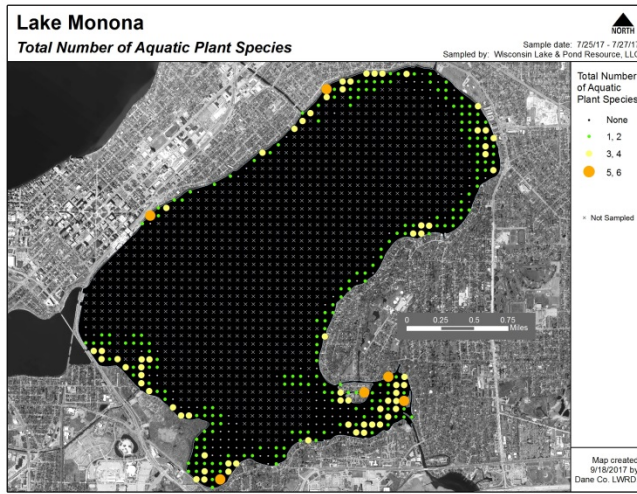 Lake Monona
Total Number of Aquatic Plant Species
NORTH
Sample date: 7/25/17 - 7/27/17
Sampled by: Wisconsin Lake & Pond Resource, LLC
Total Number
of Aquatic
Plant Species
None
1, 2
3, 4
5, 6
× Not Sampled
0 0.25 0.5 0.75
Miles
Map created
9/18/2017 by
Dane Co. LWRD